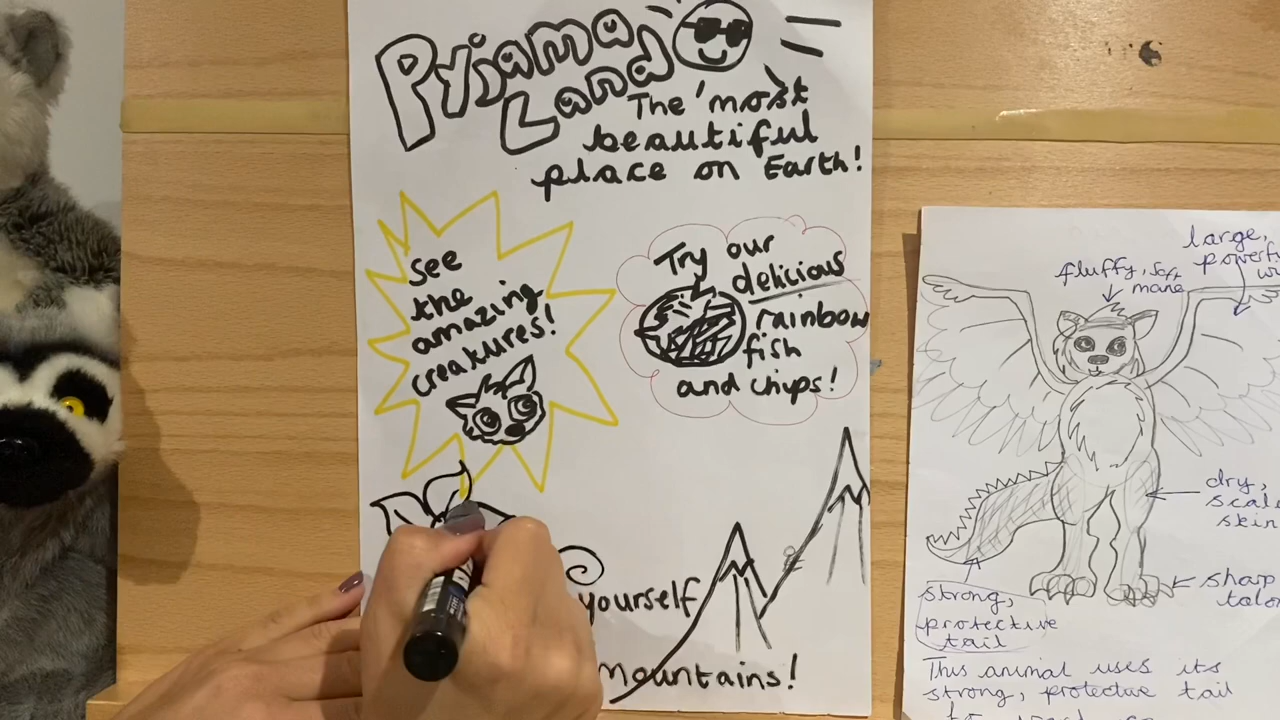 Pyjama
Land
The most
beautiful
place on Earth!
See
the
amazing
creatures!
Try our
delicious
rainbow
fish
and chips!
yourself
mountains!
large,
fluffy, soft
mane
dry,
skin
sharp
strong,
protective
tail
This animal uses its
strong, protective tail